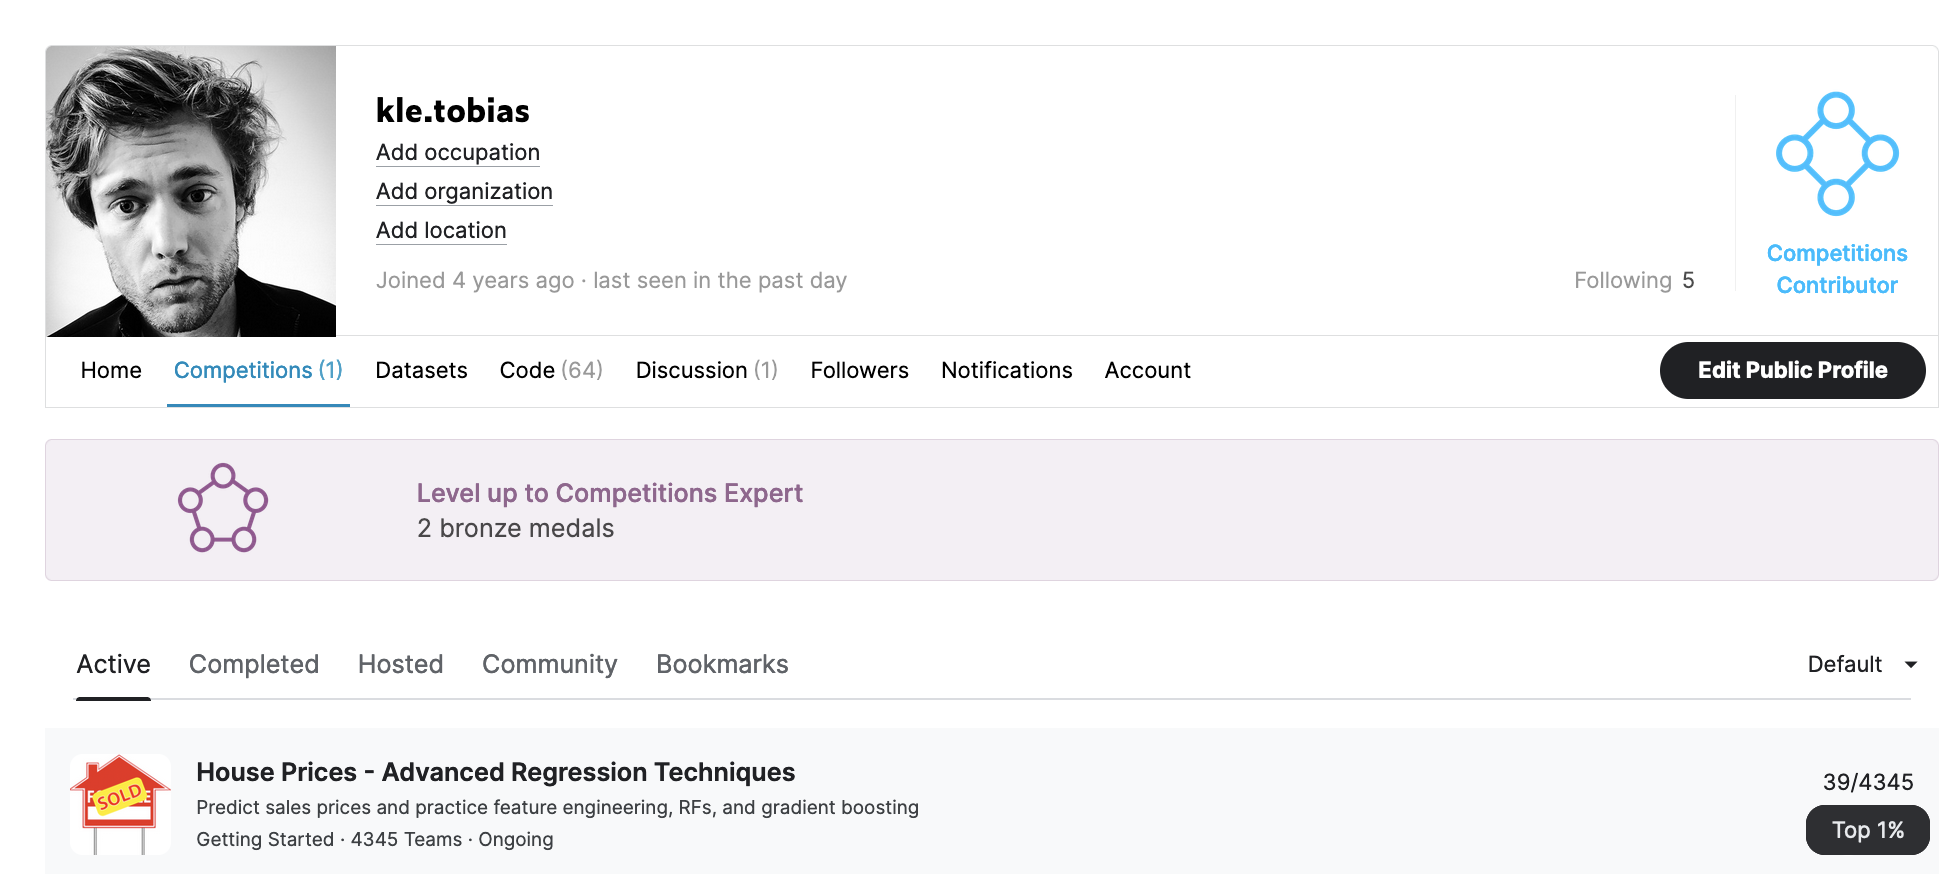 kle.tobias
Add occupation
Add organization
Add location
Joined 4 years ago · last seen in the past day
Following 5
Competitions
Contributor
Home Competitions (1) Datasets Code (64) Discussion (1) Followers Notifications Account Edit Public Profile
Level up to Competitions Expert
2 bronze medals
Active Completed Hosted Community Bookmarks Default
SOLD
House Prices - Advanced Regression Techniques
Predict sales prices and practice feature engineering, RFs, and gradient boosting
Getting Started · 4345 Teams · Ongoing
39/4345
Top 1%